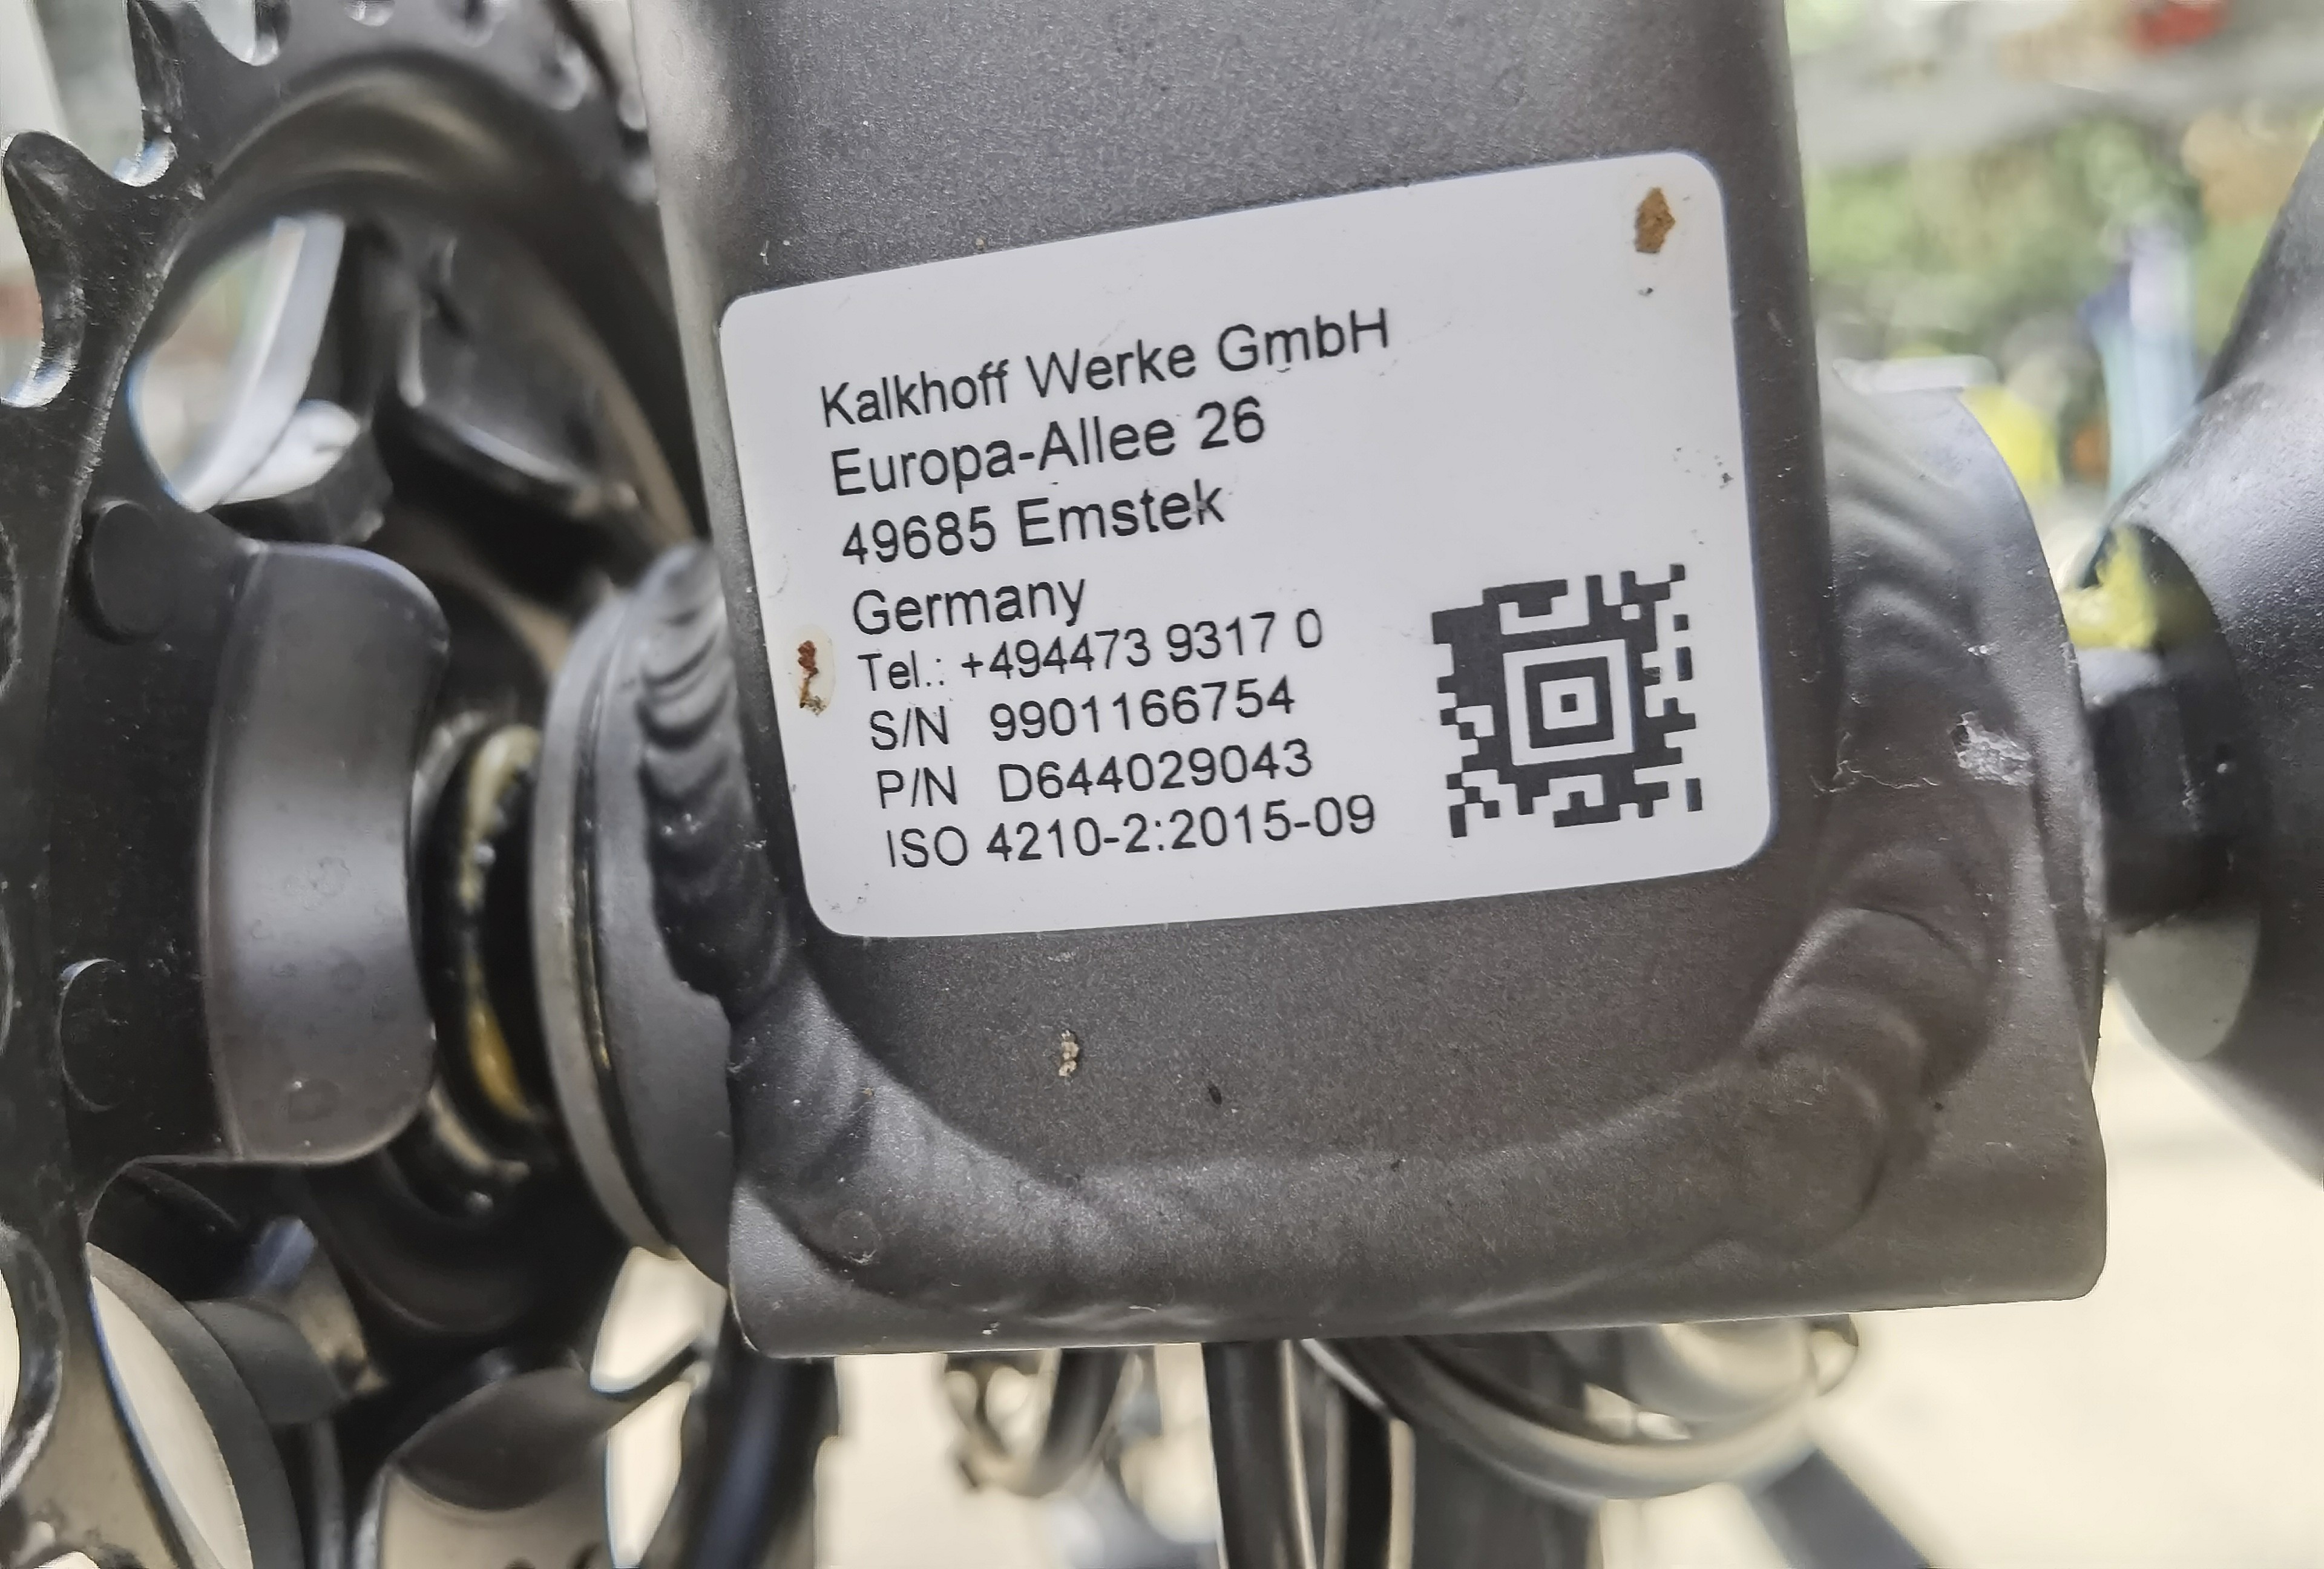 Kalkhoff Werke GmbH
Europa-Allee 26
49685 Emstek
Germany
Tel.: +494473 9317 0
S/N 9901166754
P/N D644029043
ISO 4210-2:2015-09